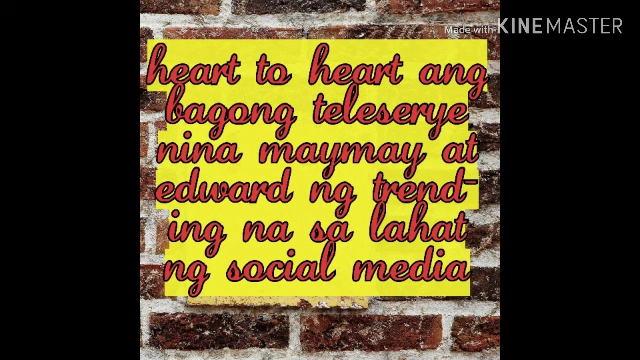 Made with KINEMASTER
heart to heart ang
bagong teleserye
nina maymay at
edward ng trend-
ing na sa lahat
ng social media